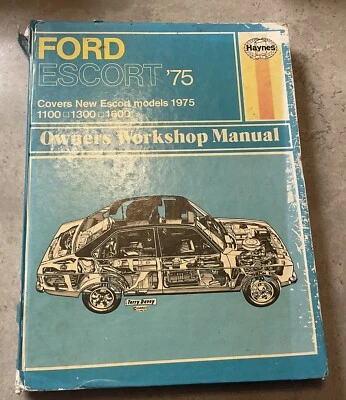 FORD
Haynes
ESCORT '75
Covers New Escort models 1975
1100□1300□1600
Owners Workshop Manual
Terry Davey